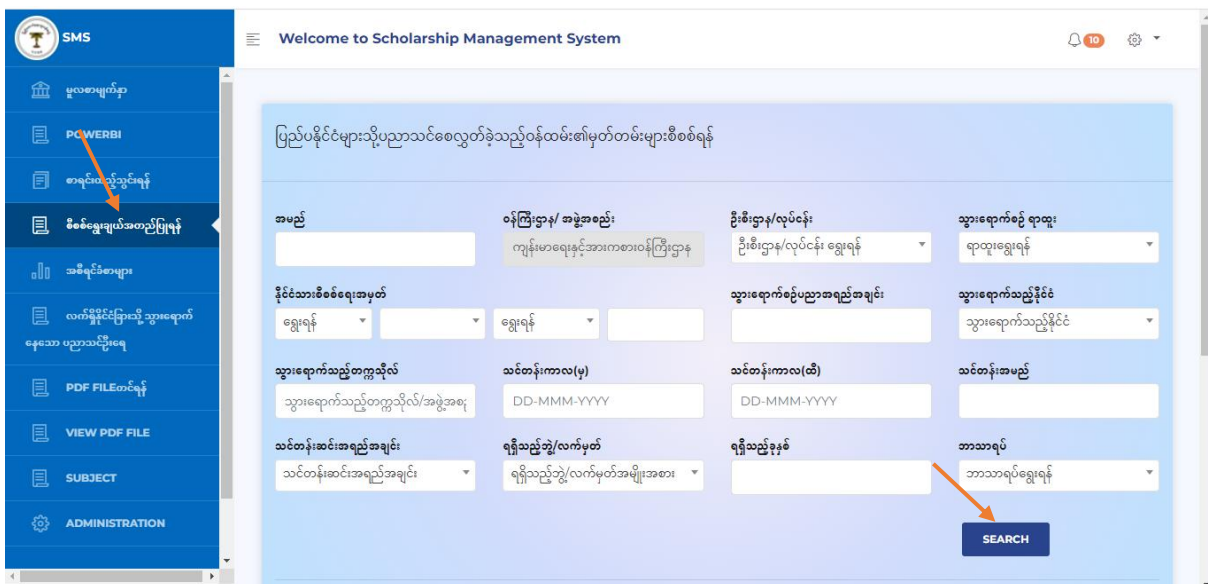 SMS
Welcome to Scholarship Management System
10
မူလစာမျက်နှာ
POWERBI
စာရင်းထည့်သွင်းရန်
စိစစ်ရွေးချယ်အတည်ပြုရန်
အစီရင်ခံစာများ
လက်ရှိနိုင်ငံခြားသို့ သွားရောက်
နေသော ပညာသင်ဦးရေ
PDF FILEတင်ရန်
VIEW PDF FILE
SUBJECT
ADMINISTRATION
ပြည်ပနိုင်ငံများသို့ပညာသင်စေလွှတ်ခဲ့သည့်ဝန်ထမ်း၏မှတ်တမ်းများစီစစ်ရန်
အမည် ဝန်ကြီးဌာန/ အဖွဲ့အစည်း ဦးစီးဌာန/လုပ်ငန်း သွားရောက်စဉ် ရာထူး
ကျန်းမာရေးနှင့်အားကစားဝန်ကြီးဌာန ဦးစီးဌာန/လုပ်ငန်း ရွေးရန် ရာထူးရွေးရန်
နိုင်ငံသားစိစစ်ရေးအမှတ် သွားရောက်စဉ်ပညာအရည်အချင်း သွားရောက်သည့်နိုင်ငံ
ရွေးရန် ရွေးရန် သွားရောက်သည့်နိုင်ငံ
သွားရောက်သည့်တက္ကသိုလ် သင်တန်းကာလ(မှ) သင်တန်းကာလ(ထိ) သင်တန်းအမည်
သွားရောက်သည့်တက္ကသိုလ်/အဖွဲ့အစ DD-MMM-YYYY DD-MMM-YYYY
သင်တန်းဆင်းအရည်အချင်း ရရှိသည့်ဘွဲ့/လက်မှတ် ရရှိသည့်ခုနှစ် ဘာသာရပ်
သင်တန်းဆင်းအရည်အချင်း ရရှိသည့်ဘွဲ့/လက်မှတ်အမျိုးအစား ဘာသာရပ်ရွေးရန်
SEARCH